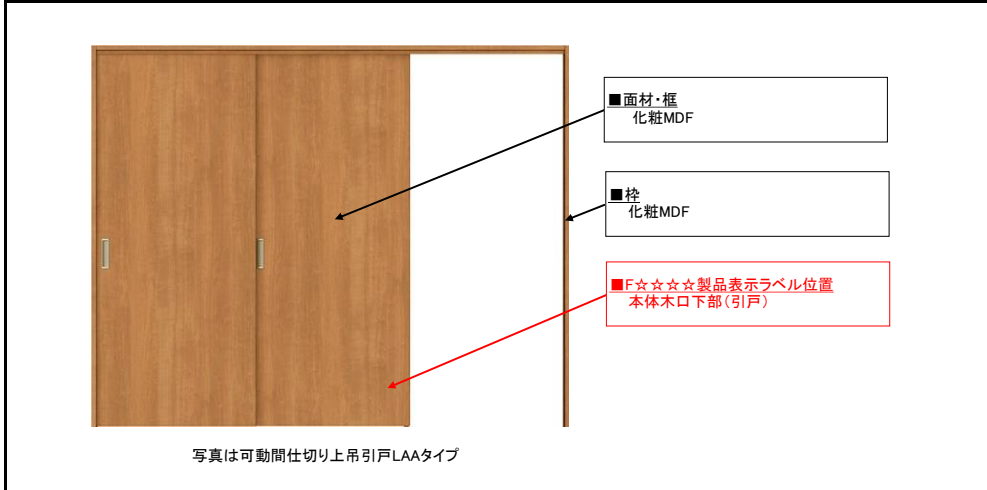 ■面材・框
化粧MDF
■枠
化粧MDF
■F☆☆☆☆製品表示ラベル位置
本体木口下部(引戸)
写真は可動間仕切り上吊引戸LAAタイプ